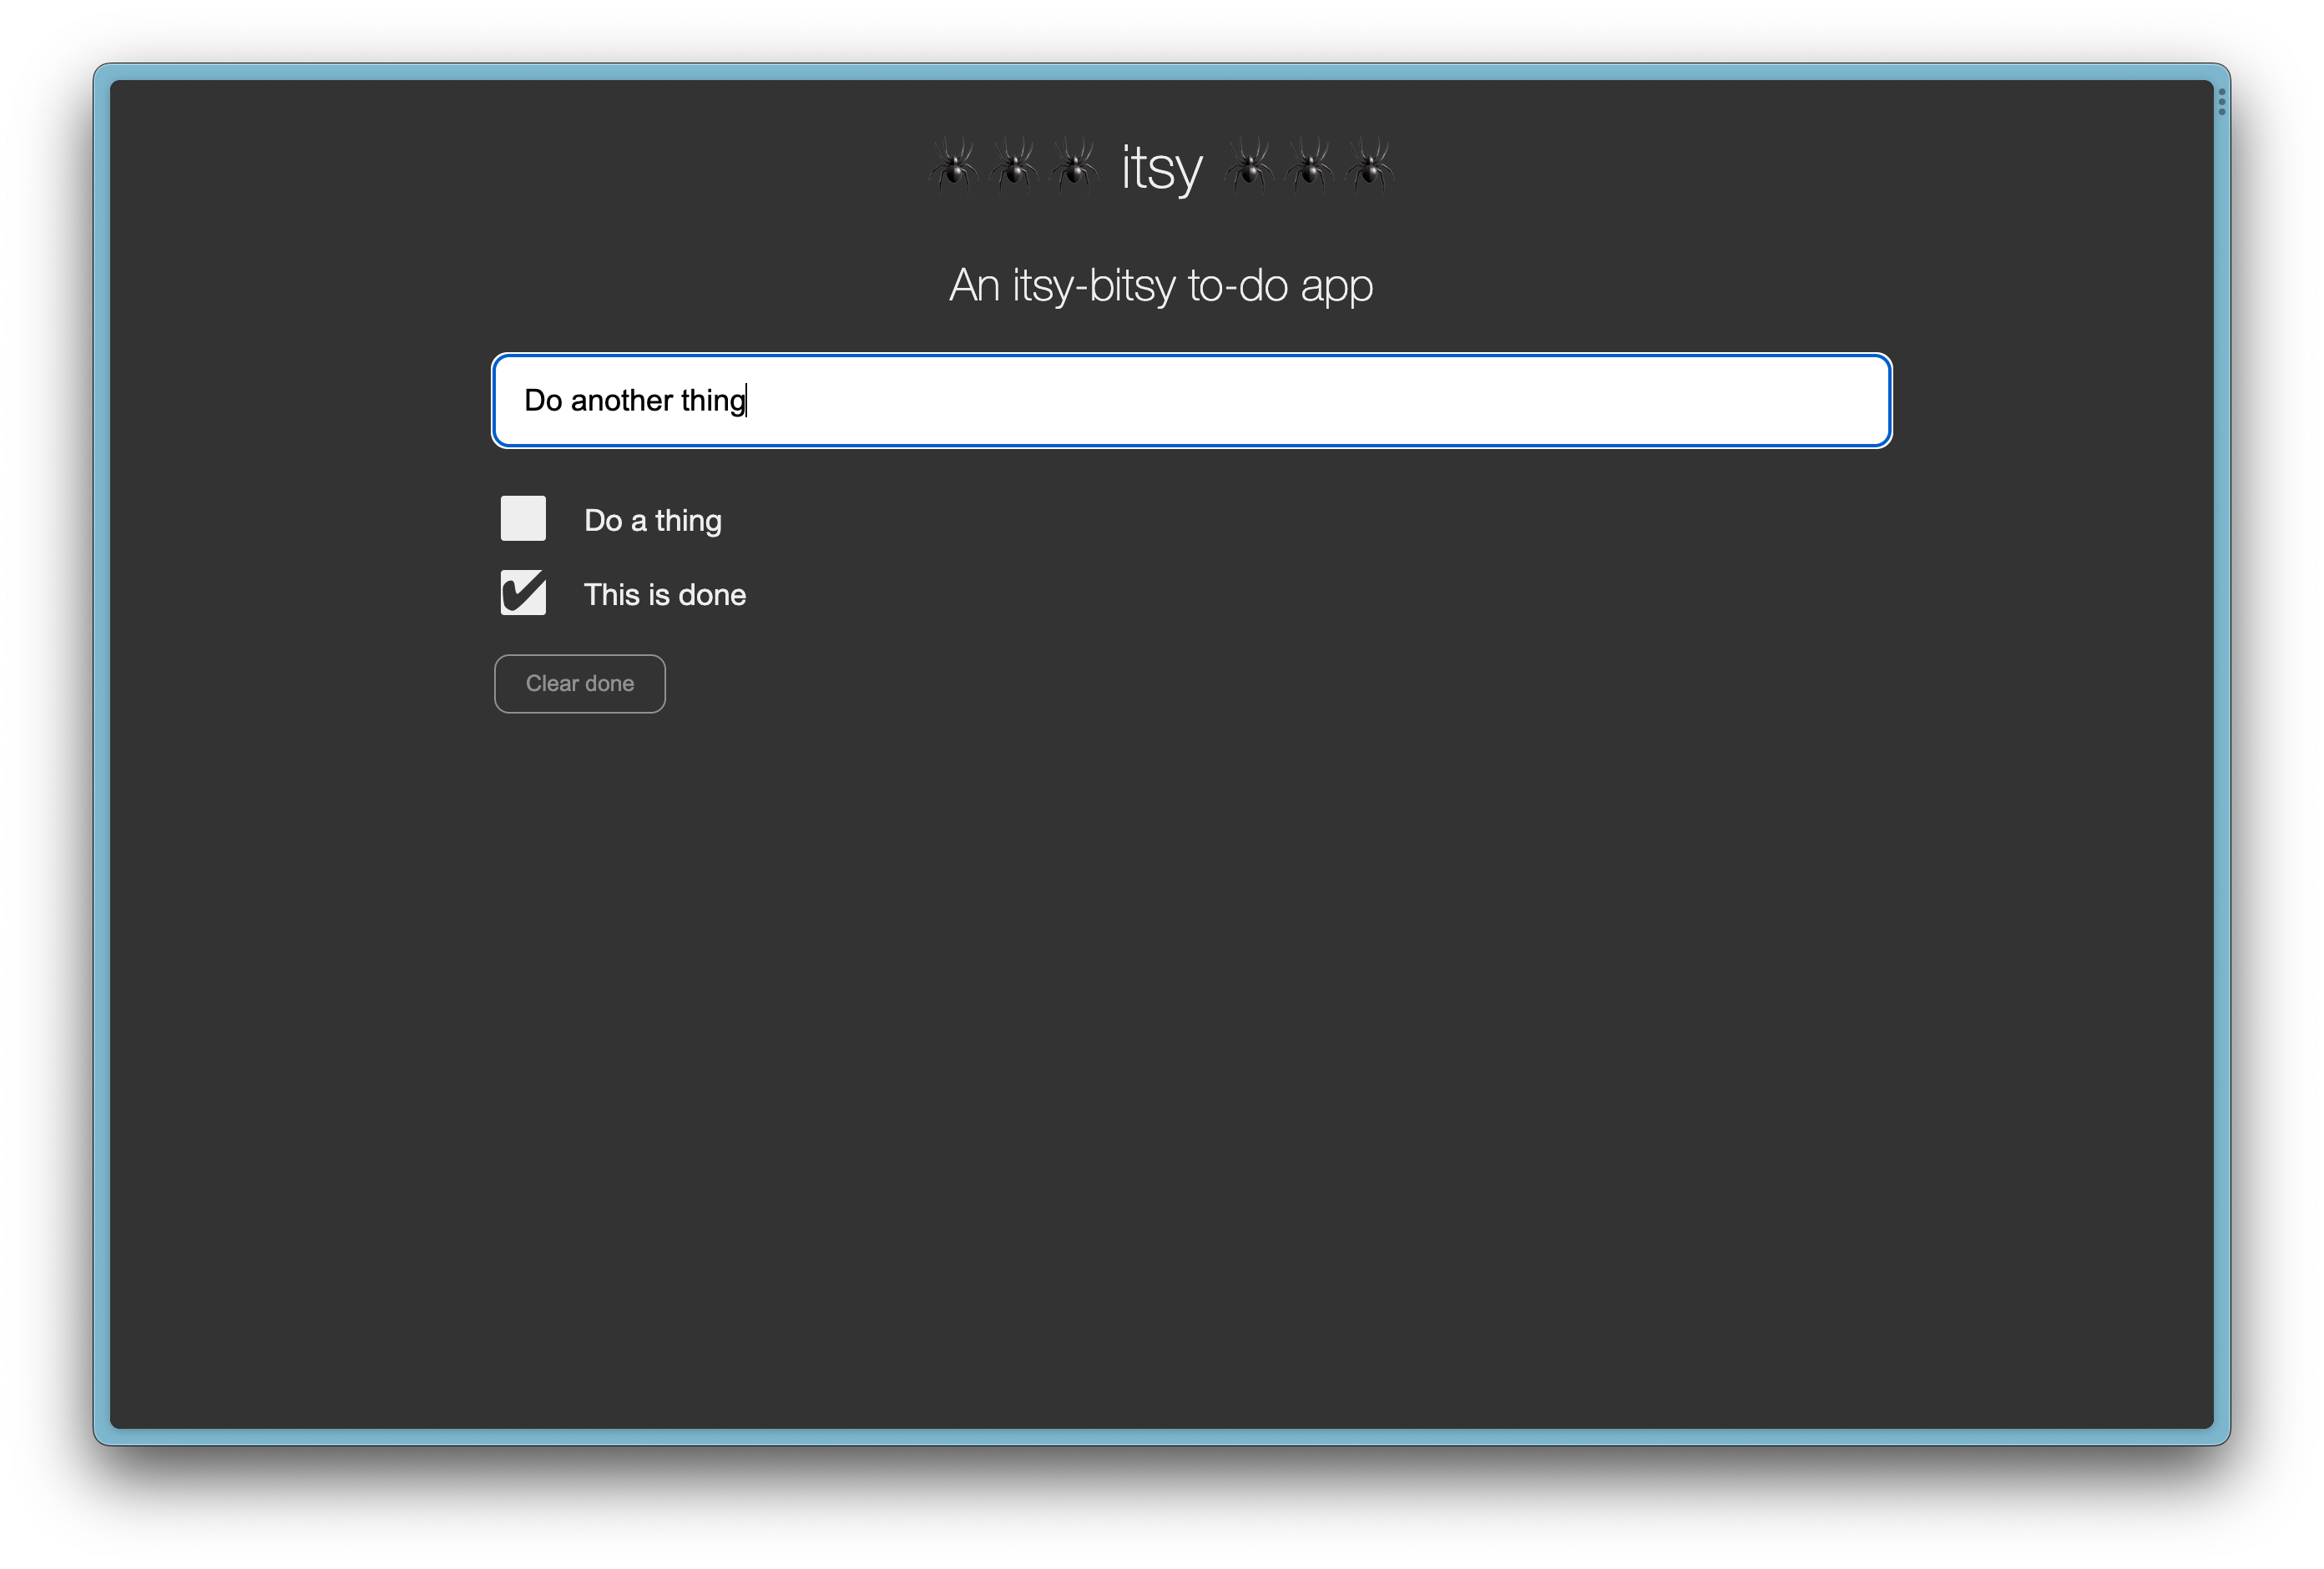 🕷️🕷️🕷️ itsy 🕷️🕷️🕷️
An itsy-bitsy to-do app
Do another thing
Do a thing
This is done
Clear done